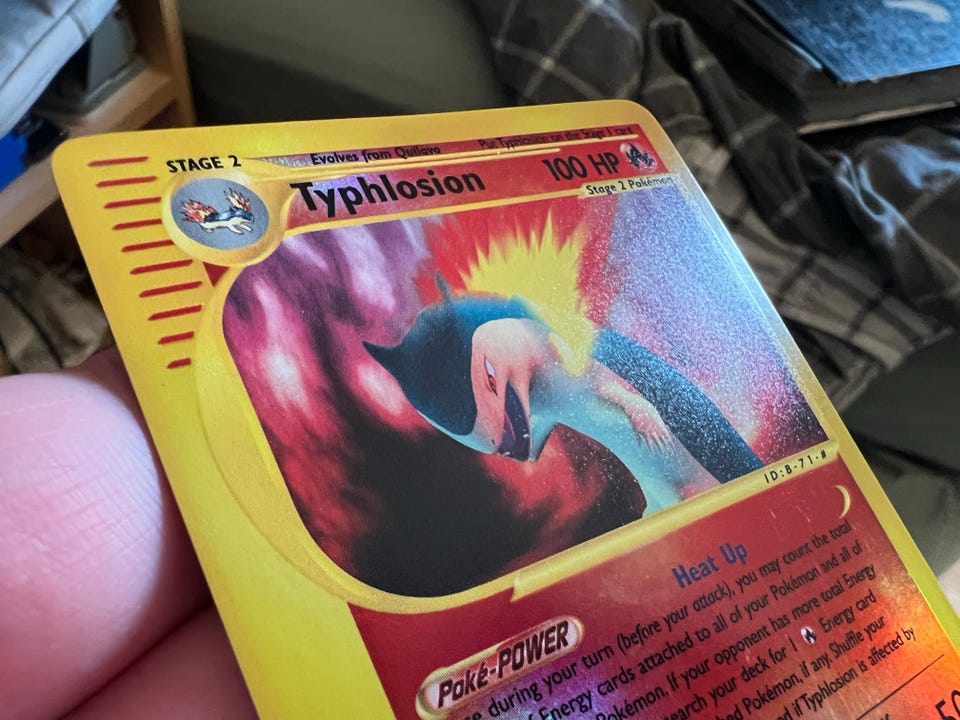 STAGE 2
Evolves from Quilava
Put Typhlosion on the Stage 1 card
Typhlosion
100 HP
Stage 2 Pokémon
ID:B-71-#
Heat Up
POKé-POWER
during your turn (before your attack), you may count the total
Energy cards attached to all of your Pokémon and all of
Pokémon. If your opponent has more total Energy
search your deck for 1 Energy card
Pokémon, if any. Shuffle your
if Typhlosion is affected by
50